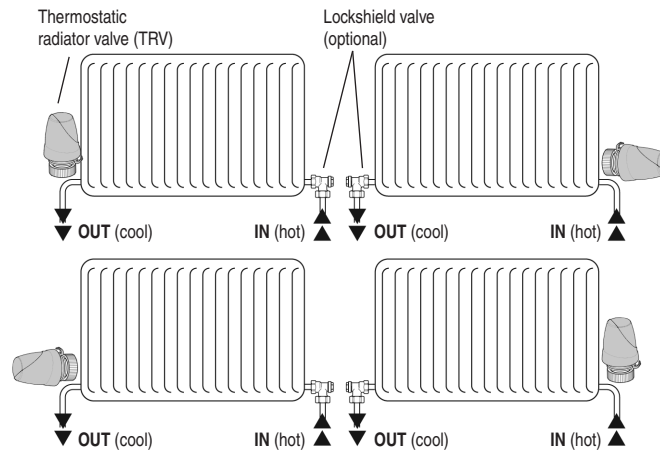 Thermostatic
radiator valve (TRV)
Lockshield valve
(optional)
OUT (cool)
IN (hot)
OUT (cool)
IN (hot)
OUT (cool)
IN (hot)
OUT (cool)
IN (hot)